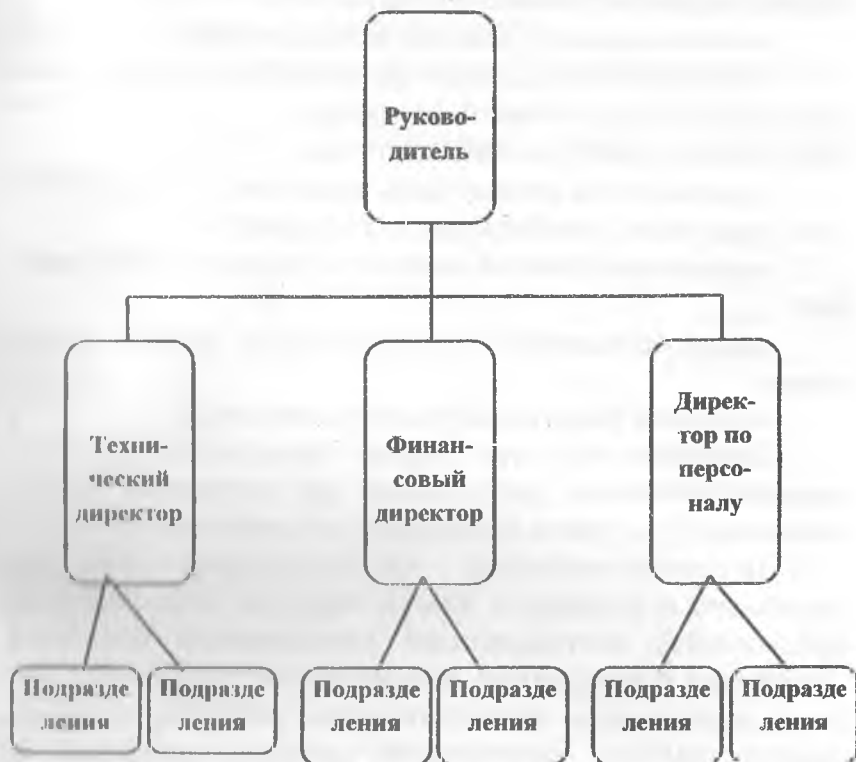 Руково-
дитель
Техни-
ческий
директор
Финан-
совый
директор
Дирек-
тор по
персо-
налу
Подразде
ления
Подразде
ления
Подразде
ления
Подразде
ления
Подразде
ления
Подразде
ления